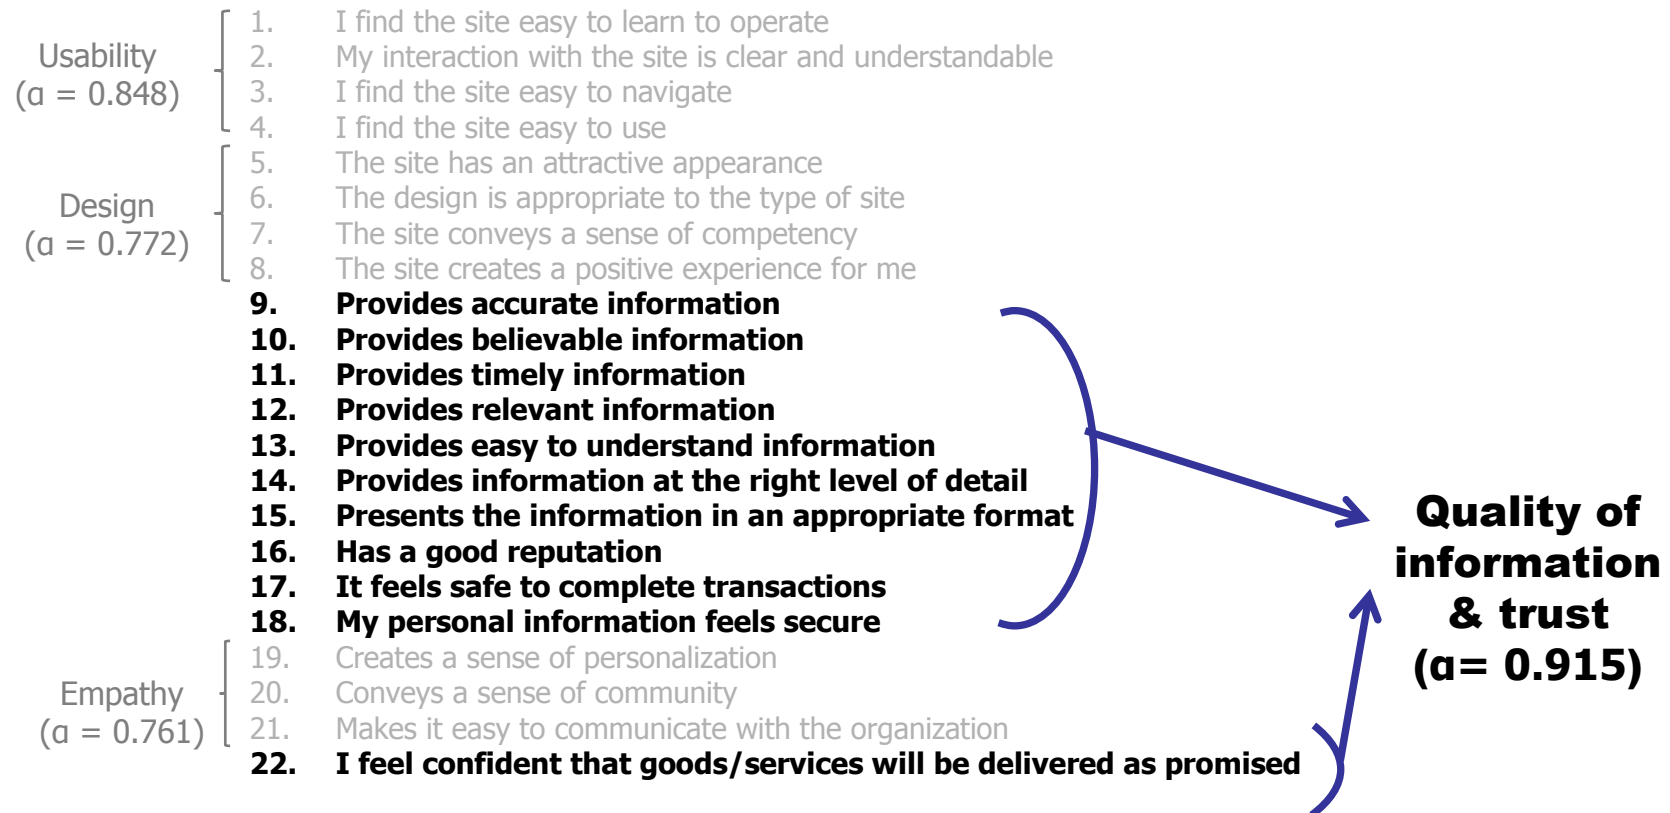 Usability
(α = 0.848)
1. I find the site easy to learn to operate
2. My interaction with the site is clear and understandable
3. I find the site easy to navigate
4. I find the site easy to use
Design
(α = 0.772)
5. The site has an attractive appearance
6. The design is appropriate to the type of site
7. The site conveys a sense of competency
8. The site creates a positive experience for me
9. Provides accurate information
10. Provides believable information
11. Provides timely information
12. Provides relevant information
13. Provides easy to understand information
14. Provides information at the right level of detail
15. Presents the information in an appropriate format
16. Has a good reputation
17. It feels safe to complete transactions
18. My personal information feels secure
Empathy
(α = 0.761)
19. Creates a sense of personalization
20. Conveys a sense of community
21. Makes it easy to communicate with the organization
22. I feel confident that goods/services will be delivered as promised
Quality of
information
& trust
(α= 0.915)